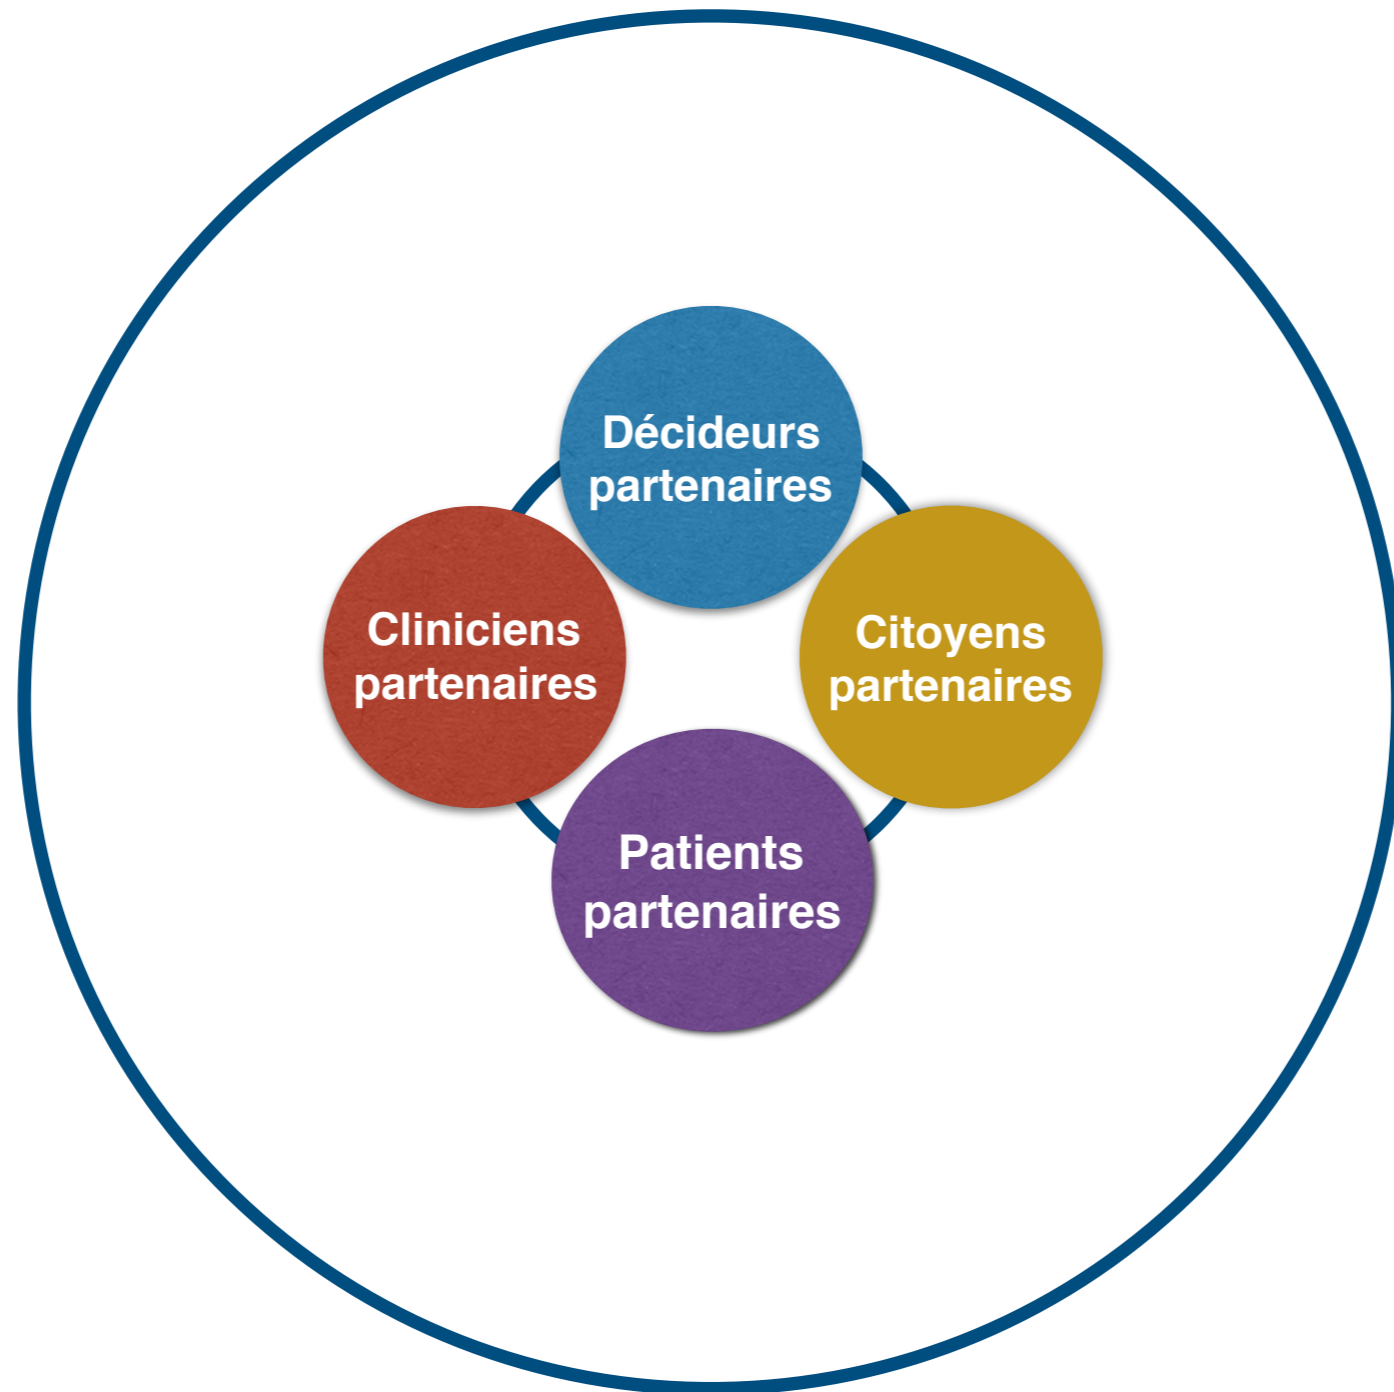 Décideurs
partenaires
Cliniciens
partenaires
Citoyens
partenaires
Patients
partenaires